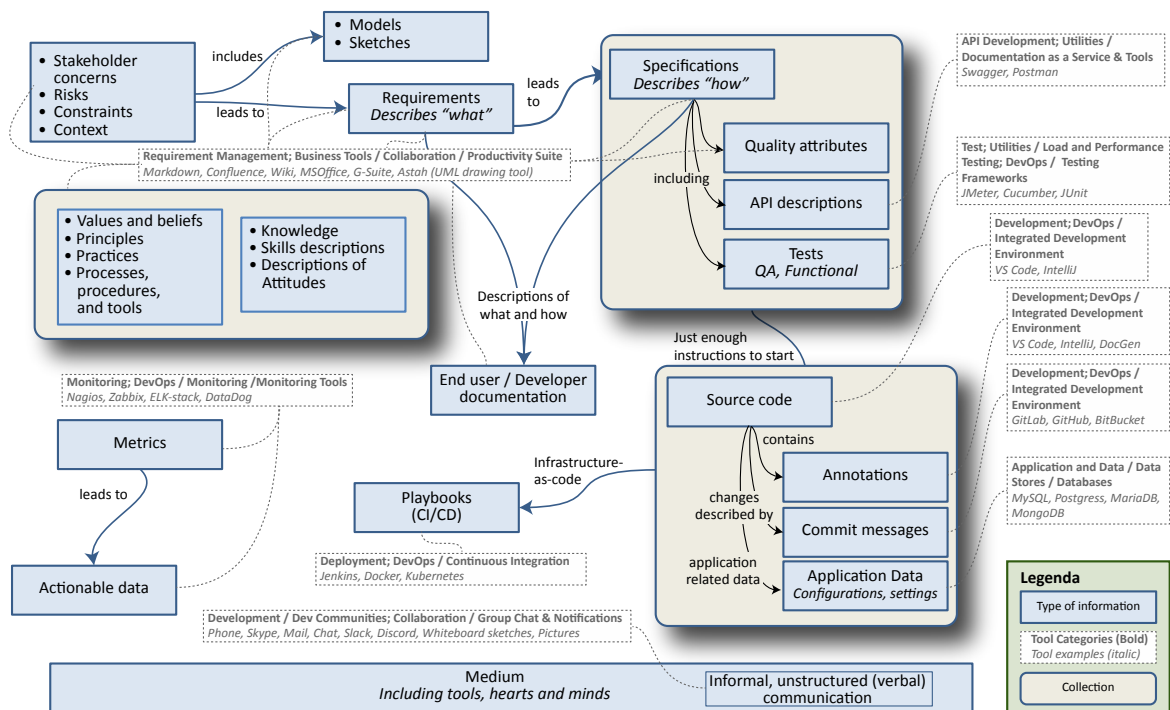 • Models
• Sketches
includes
• Stakeholder
concerns
• Risks
• Constraints
• Context
leads to
Requirements
Describes “what”
leads
to
Specifications
Describes “how”
including
Quality attributes
API descriptions
Tests
QA, Functional
API Development; Utilities /
Documentation as a Service & Tools
Swagger, Postman
Test; Utilities / Load and Performance
Testing; DevOps / Testing
Frameworks
JMeter, Cucumber, JUnit
Requirement Management; Business Tools / Collaboration / Productivity Suite
Markdown, Confluence, Wiki, MSOffice, G-Suite, Astah (UML drawing tool)
• Values and beliefs
• Principles
• Practices
• Processes,
procedures,
and tools
• Knowledge
• Skills descriptions
• Descriptions of
Attitudes
Descriptions of
what and how
End user / Developer
documentation
Just enough
instructions to start
Development; DevOps /
Integrated Development
Environment
VS Code, IntelliJ
Development; DevOps /
Integrated Development
Environment
VS Code, IntelliJ, DocGen
Development; DevOps /
Integrated Development
Environment
GitLab, GitHub, BitBucket
Application and Data / Data
Stores / Databases
MySQL, Postgress, MariaDB,
MongoDB
Source code
contains
Annotations
changes
described by
Commit messages
application
related data
Application Data
Configurations, settings
Monitoring; DevOps / Monitoring /Monitoring Tools
Nagios, Zabbix, ELK-stack, DataDog
Metrics
leads to
Actionable data
Infrastructure-
as-code
Playbooks
(CI/CD)
Deployment; DevOps / Continuous Integration
Jenkins, Docker, Kubernetes
Development / Dev Communities; Collaboration / Group Chat & Notifications
Phone, Skype, Mail, Chat, Slack, Discord, Whiteboard sketches, Pictures
Medium
Including tools, hearts and minds
Informal, unstructured (verbal)
communication
Legenda
Type of information
Tool Categories (Bold)
Tool examples (italic)
Collection